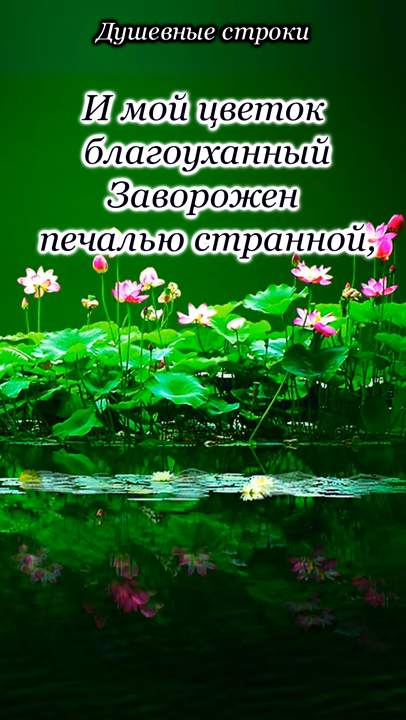 Душевные строки
И мой цветок
благоуханный
Заворожен
печалью странной,